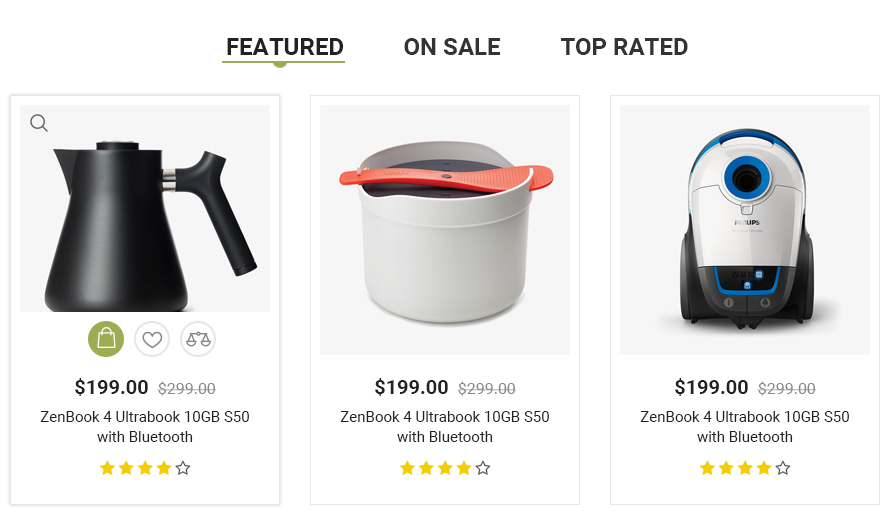 FEATURED ON SALE TOP RATED
PHILIPS
$199.00 $299.00
ZenBook 4 Ultrabook 10GB S50
with Bluetooth
$199.00 $299.00
ZenBook 4 Ultrabook 10GB S50
with Bluetooth
$199.00 $299.00
ZenBook 4 Ultrabook 10GB S50
with Bluetooth